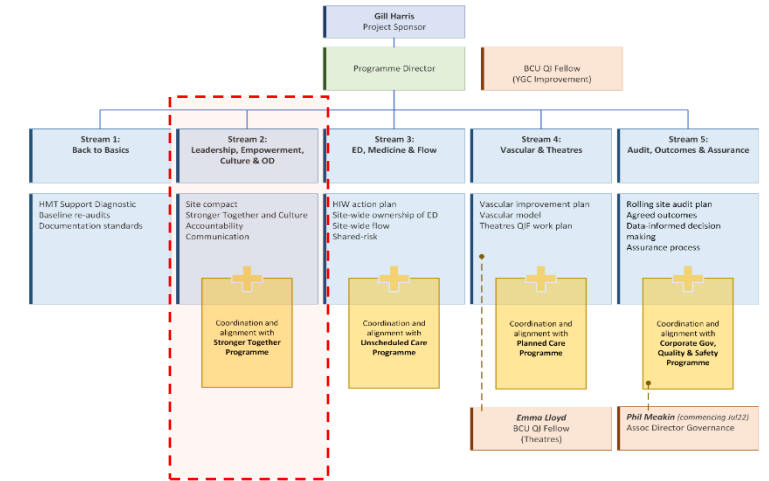 Gill Harris
Project Sponsor
Programme Director
BCU QI Fellow
(YGC Improvement)
Stream 1:
Back to Basics
Stream 2:
Leadership, Empowerment,
Culture & OD
Stream 3:
ED, Medicine & Flow
Stream 4:
Vascular & Theatres
Stream 5:
Audit, Outcomes & Assurance
HMT Support Diagnostic
Baseline re-audits
Documentation standards
Site compact
Stronger Together and Culture
Accountability
Communication
HIW action plan
Site-wide ownership of ED
Site-wide flow
Shared-risk
Vascular improvement plan
Vascular model
Theatres QIF work plan
Rolling site audit plan
Agreed outcomes
Data-informed decision
making
Assurance process
Coordination and
alignment with
Stronger Together
Programme
Coordination and
alignment with
Unscheduled Care
Programme
Coordination and
alignment with
Planned Care
Programme
Coordination and
alignment with
Corporate Gov,
Quality & Safety
Programme
Emma Lloyd
BCU QI Fellow
(Theatres)
Phil Meakin (commencing Jul22)
Assoc Director Governance